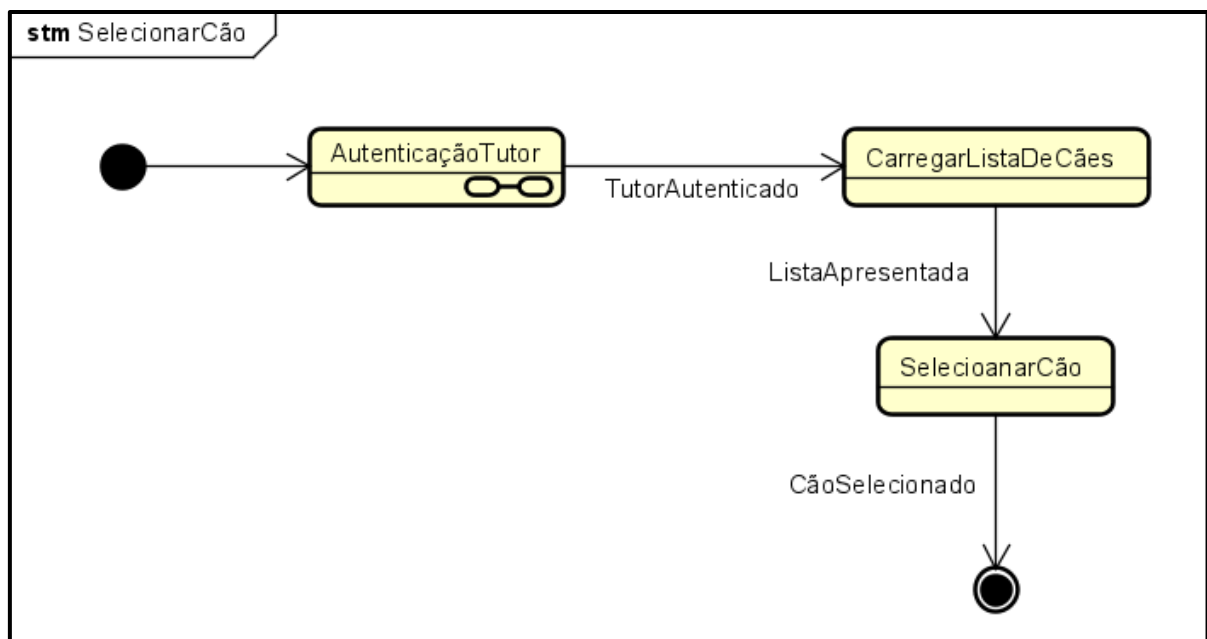 stm SelecionarCão
AutenticaçãoTutor
TutorAutenticado
CarregarListaDeCães
ListaApresentada
SelecioanarCão
CãoSelecionado